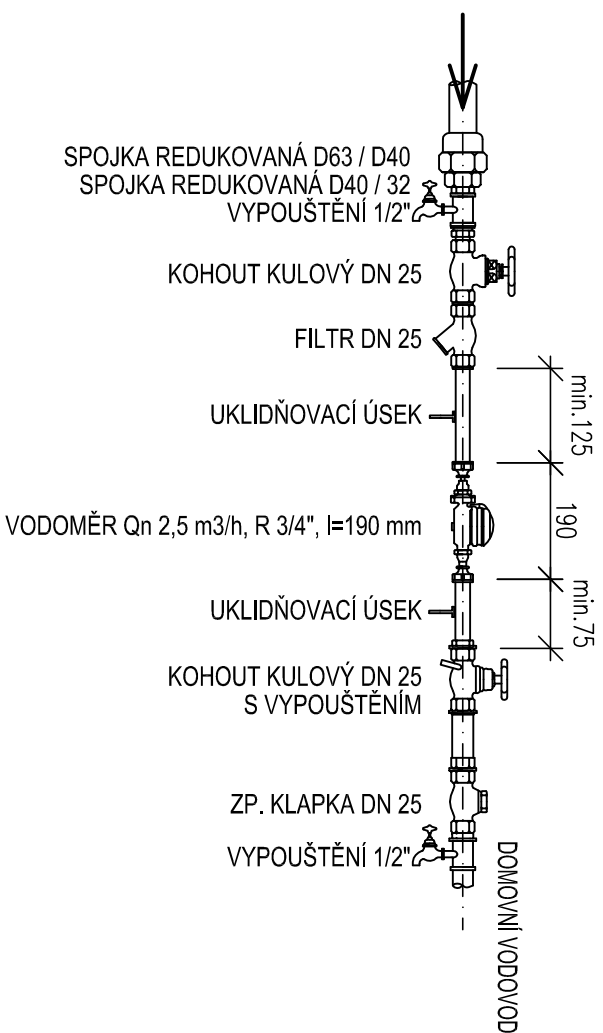 SPOJKA REDUKOVANÁ D63 / D40
SPOJKA REDUKOVANÁ D40 / 32
VYPOUŠTĚNÍ 1/2"
KOHOUT KULOVÝ DN 25
FILTR DN 25
min.125
UKLIDŇOVACÍ ÚSEK
190
VODOMĚR Qn 2,5 m3/h, R 3/4", l=190 mm
min.75
UKLIDŇOVACÍ ÚSEK
KOHOUT KULOVÝ DN 25
S VYPOUŠTĚNÍM
ZP. KLAPKA DN 25
VYPOUŠTĚNÍ 1/2"
DOMOVNÍ VODOVOD